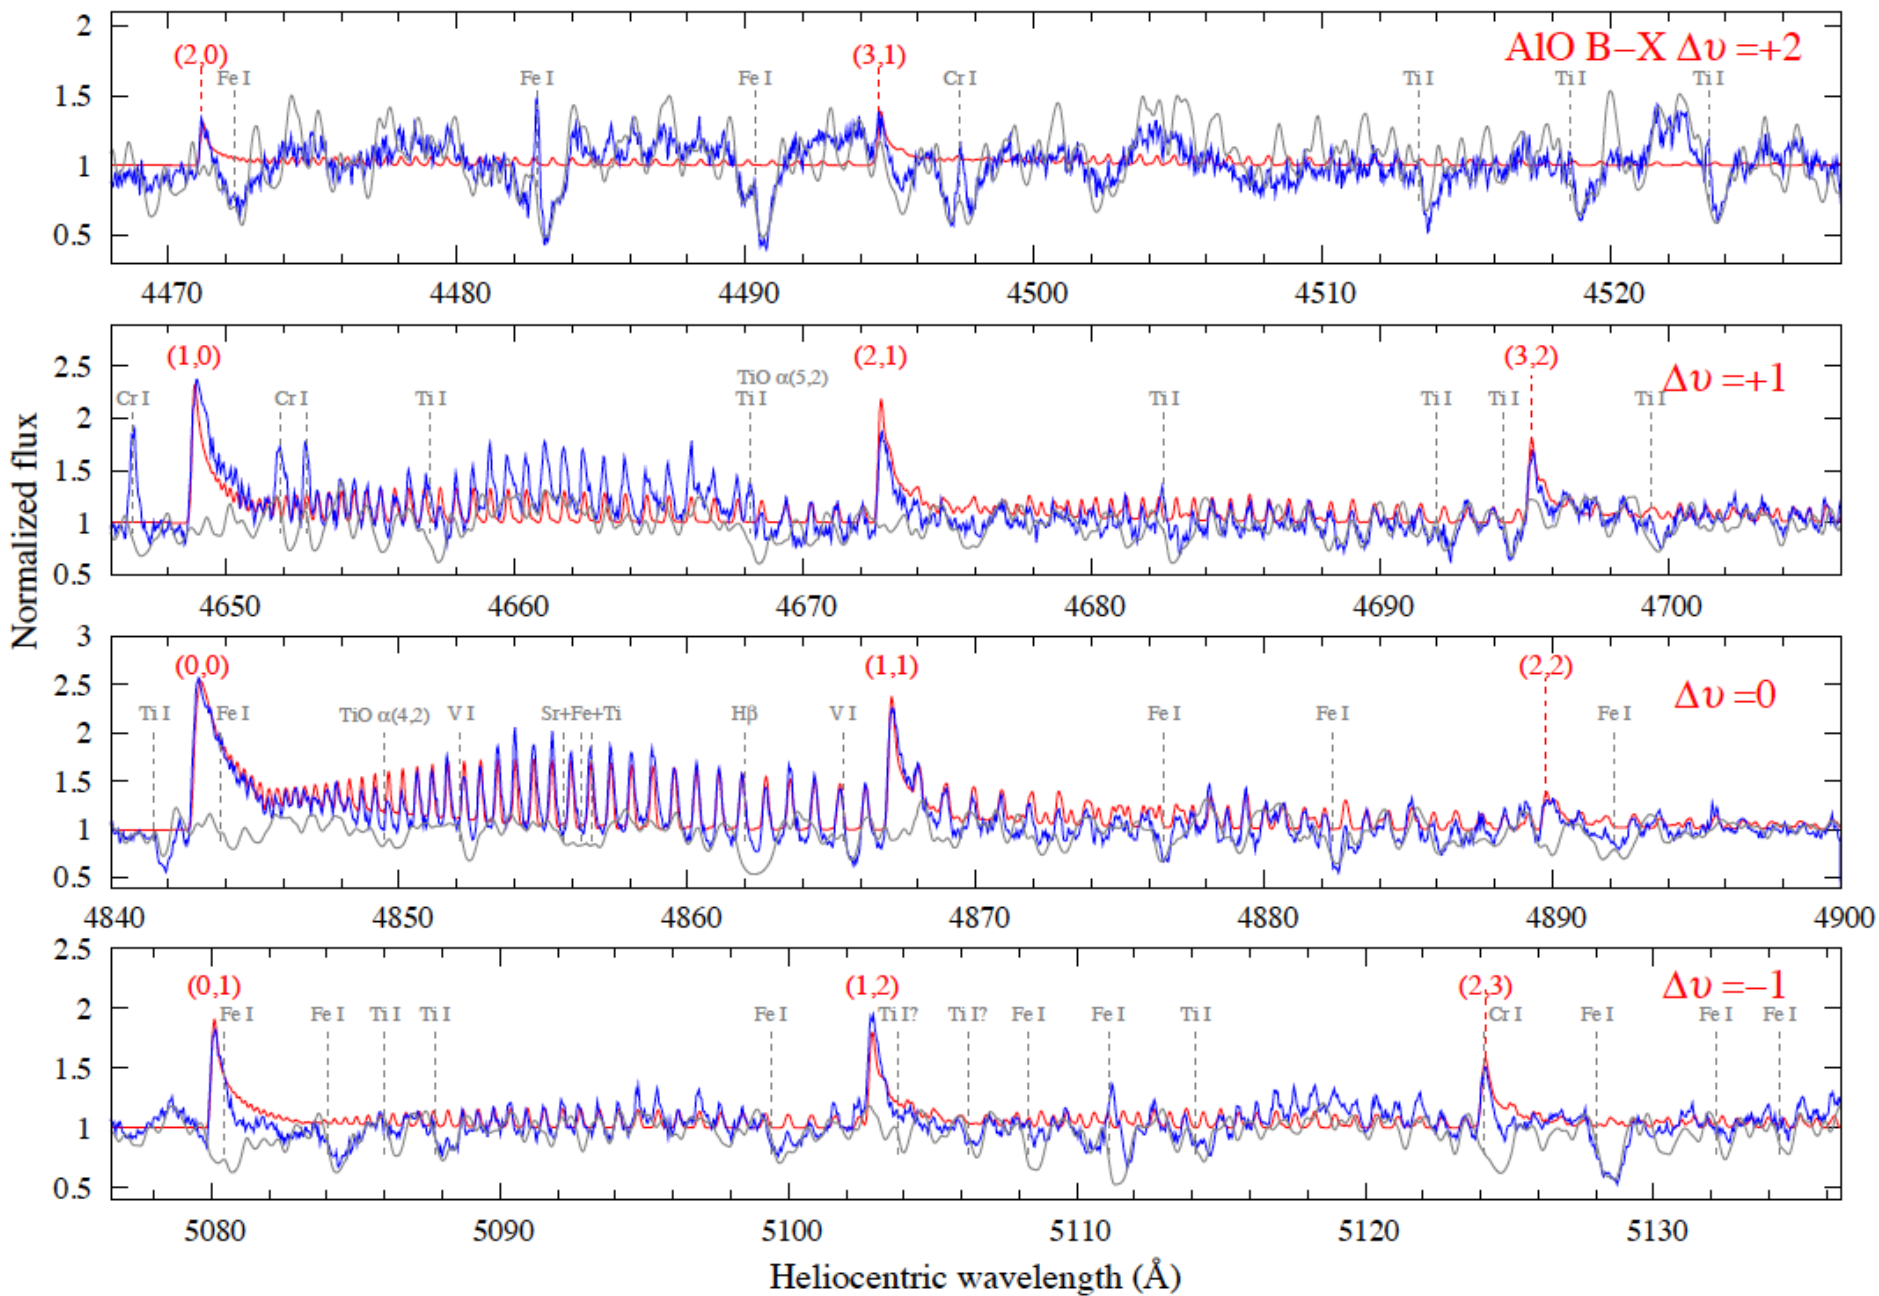 2
(2,0)
(3,1)
AlO B−X Δυ =+2
Fe I
Fe I
Fe I
Cr I
Ti I
Ti I
Ti I
1.5
1
0.5
4470
4480
4490
4500
4510
4520
(1,0)
(2,1)
(3,2)
2.5
Δυ =+1
TiO α(5,2)
Cr I
Cr I
Ti I
Ti I
Ti I
Ti I
Ti I
Ti I
2
1.5
1
0.5
4650
4660
4670
4680
4690
4700
Normalized flux
3
(0,0)
(1,1)
(2,2)
2.5
Δυ =0
Ti I
Fe I
TiO α(4,2)
V I
Sr+Fe+Ti
Hβ
V I
Fe I
Fe I
Fe I
2
1.5
1
0.5
4840
4850
4860
4870
4880
4890
4900
2.5
(0,1)
(1,2)
(2,3)
Δυ =−1
2
Fe I
Fe I
Ti I
Ti I
Fe I
Ti I?
Ti I?
Fe I
Fe I
Ti I
Cr I
Fe I
Fe I
Fe I
1.5
1
0.5
5080
5090
5100
5110
5120
5130
Heliocentric wavelength (Å)